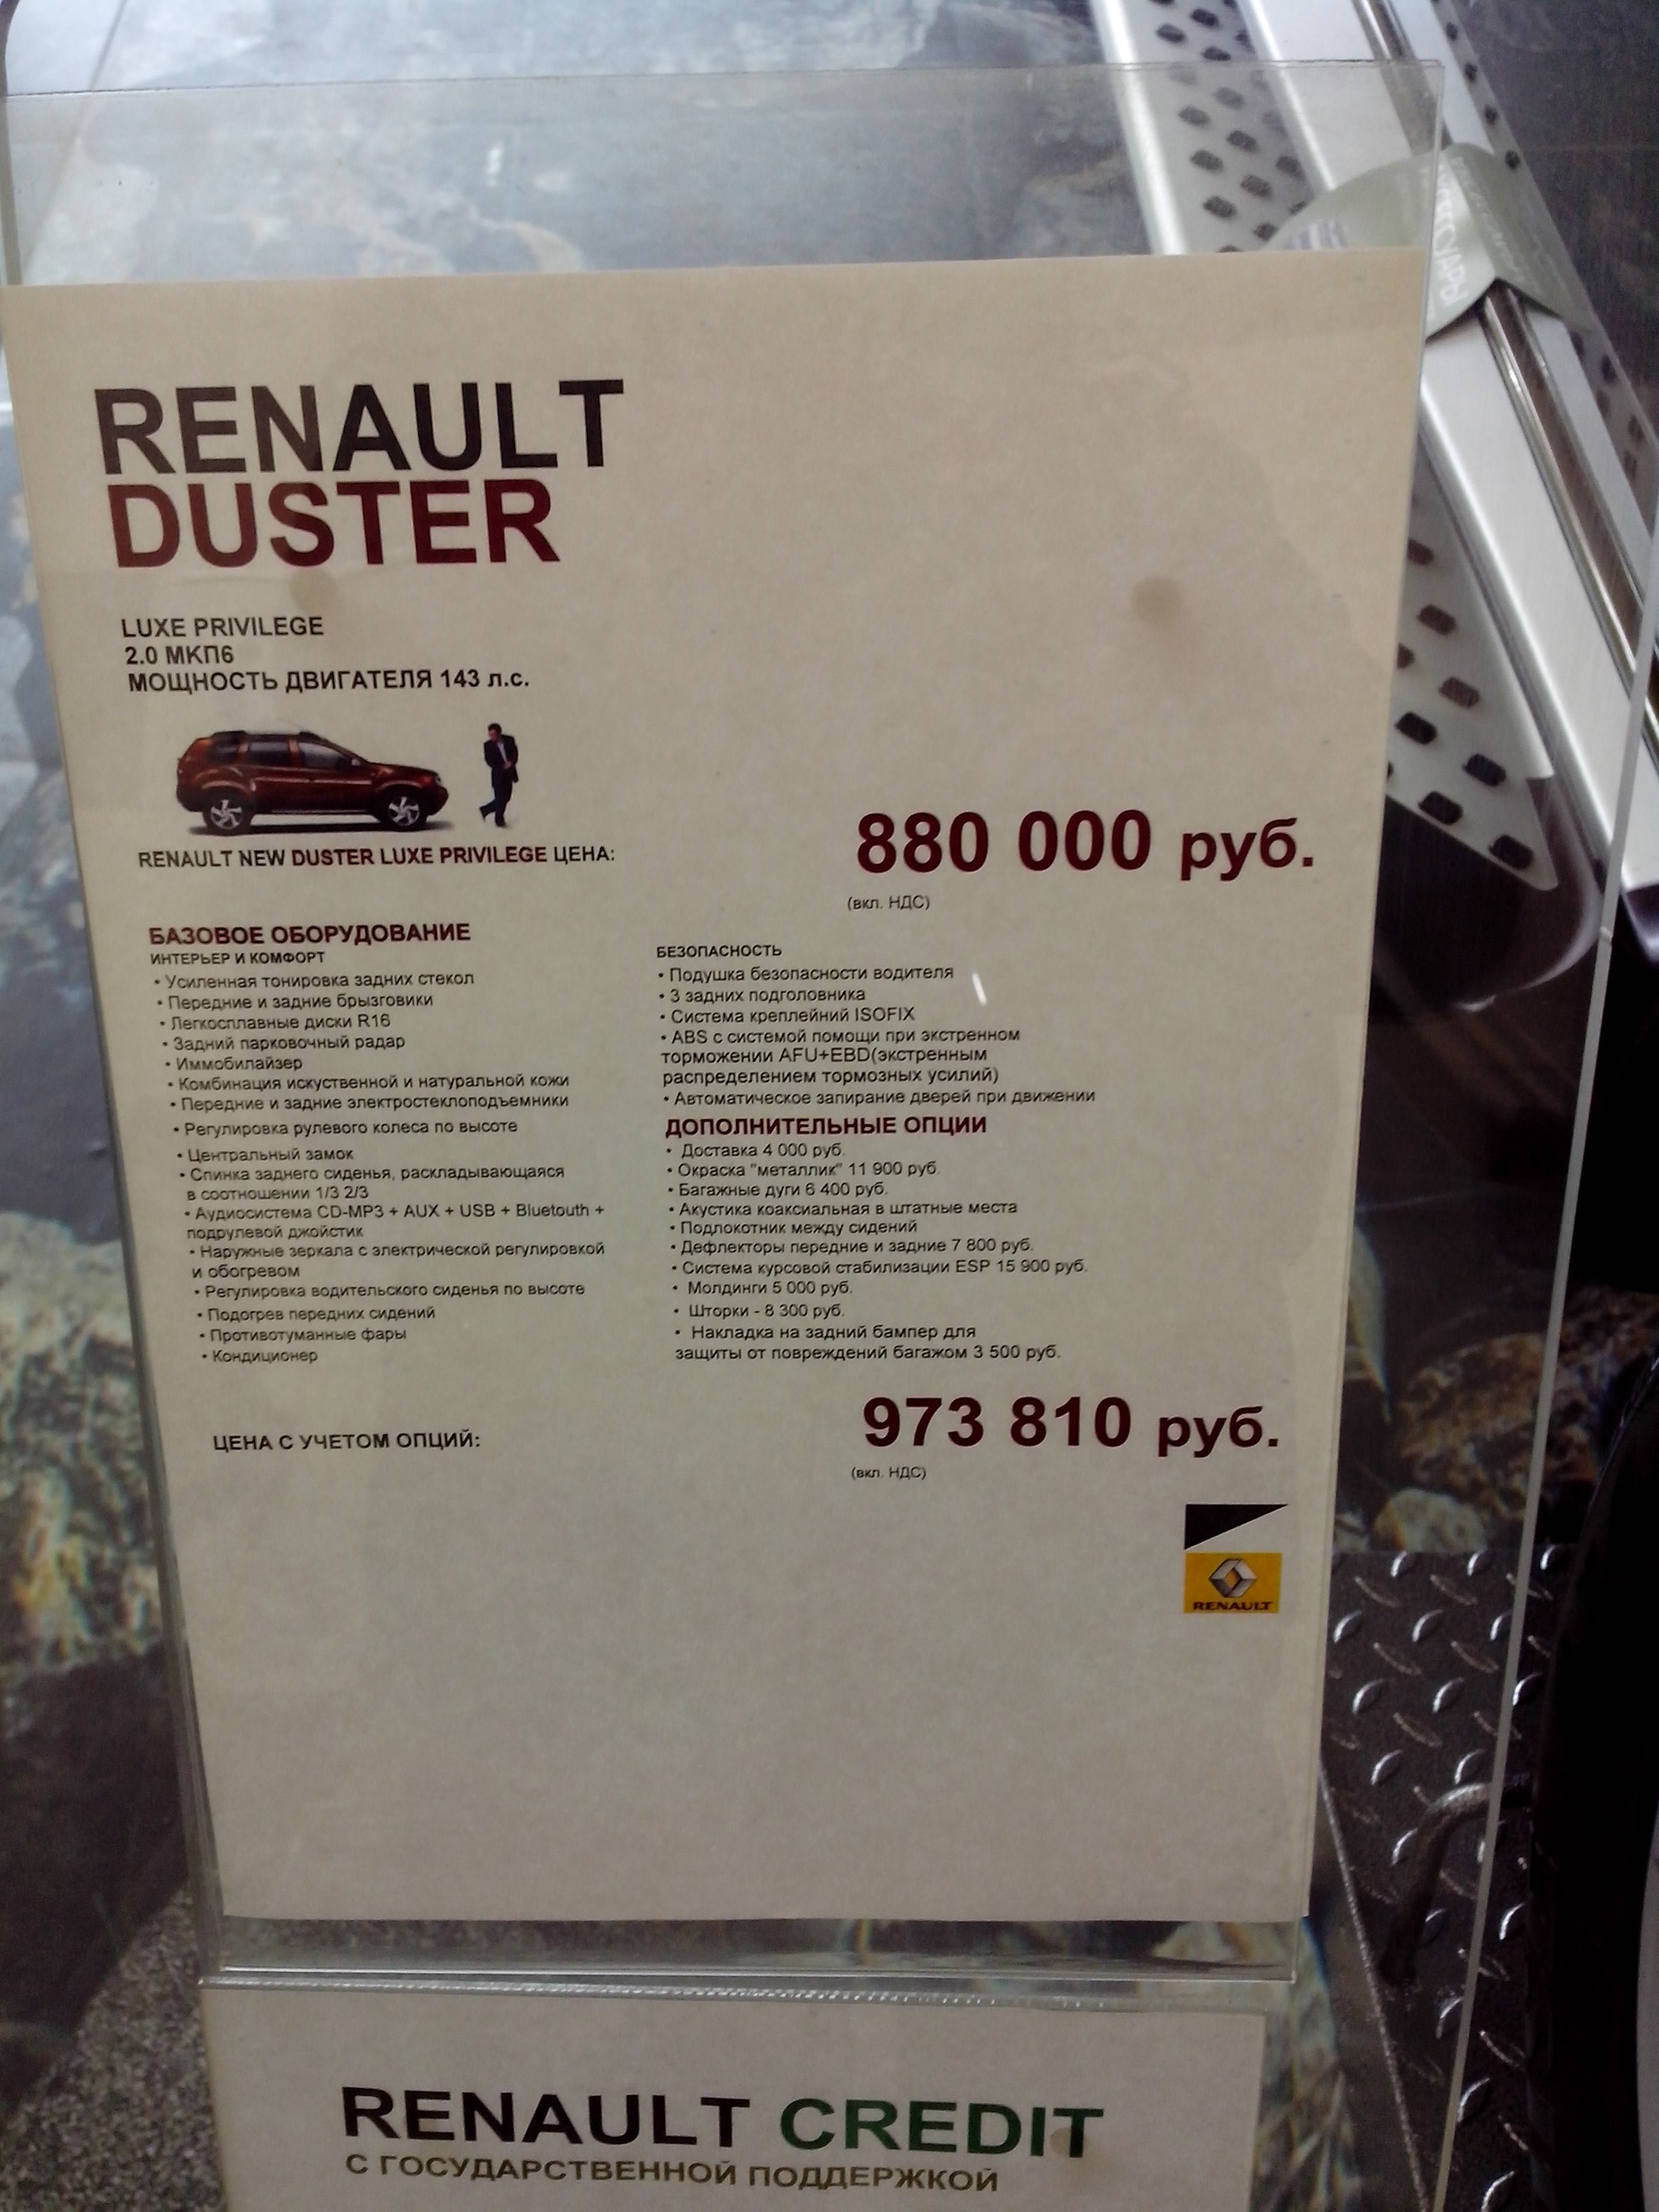 RENAULT
DUSTER
LUXE PRIVILEGE
2.0 МКП6
МОЩНОСТЬ ДВИГАТЕЛЯ 143 л.с.
RENAULT NEW DUSTER LUXE PRIVILEGE ЦЕНА:
880 000 руб.
(вкл. НДС)
БАЗОВОЕ ОБОРУДОВАНИЕ
ИНТЕРЬЕР И КОМФОРТ
• Усиленная тонировка задних стекол
• Передние и задние брызговики
• Легкосплавные диски R16
• Задний парковочный радар
• Иммобилайзер
• Комбинация искуственной и натуральной кожи
• Передние и задние электростеклоподъемники
• Регулировка рулевого колеса по высоте
• Центральный замок
• Спинка заднего сиденья, раскладывающаяся
в соотношении 1/3 2/3
• Аудиосистема CD-MP3 + AUX + USB + Bluetouth +
подрулевой джойстик
• Наружные зеркала с электрической регулировкой
и обогревом
• Регулировка водительского сиденья по высоте
• Подогрев передних сидений
• Противотуманные фары
• Кондиционер
БЕЗОПАСНОСТЬ
• Подушка безопасности водителя
• 3 задних подголовника
• Система креплейний ISOFIX
• ABS с системой помощи при экстренном
торможении AFU+EBD(экстренным
распределением тормозных усилий)
• Автоматическое запирание дверей при движении
ДОПОЛНИТЕЛЬНЫЕ ОПЦИИ
• Доставка 4 000 руб.
• Окраска "металлик" 11 900 руб.
• Багажные дуги 6 400 руб.
• Акустика коаксиальная в штатные места
• Подлокотник между сидений
• Дефлекторы передние и задние 7 800 руб.
• Система курсовой стабилизации ESP 15 900 руб.
• Молдинги 5 000 руб.
• Шторки - 8 300 руб.
• Накладка на задний бампер для
защиты от повреждений багажом 3 500 руб.
ЦЕНА С УЧЕТОМ ОПЦИЙ:
973 810 руб.
(вкл. НДС)
RENAULT
RENAULT CREDIT
С ГОСУДАРСТВЕННОЙ ПОДДЕРЖКОЙ